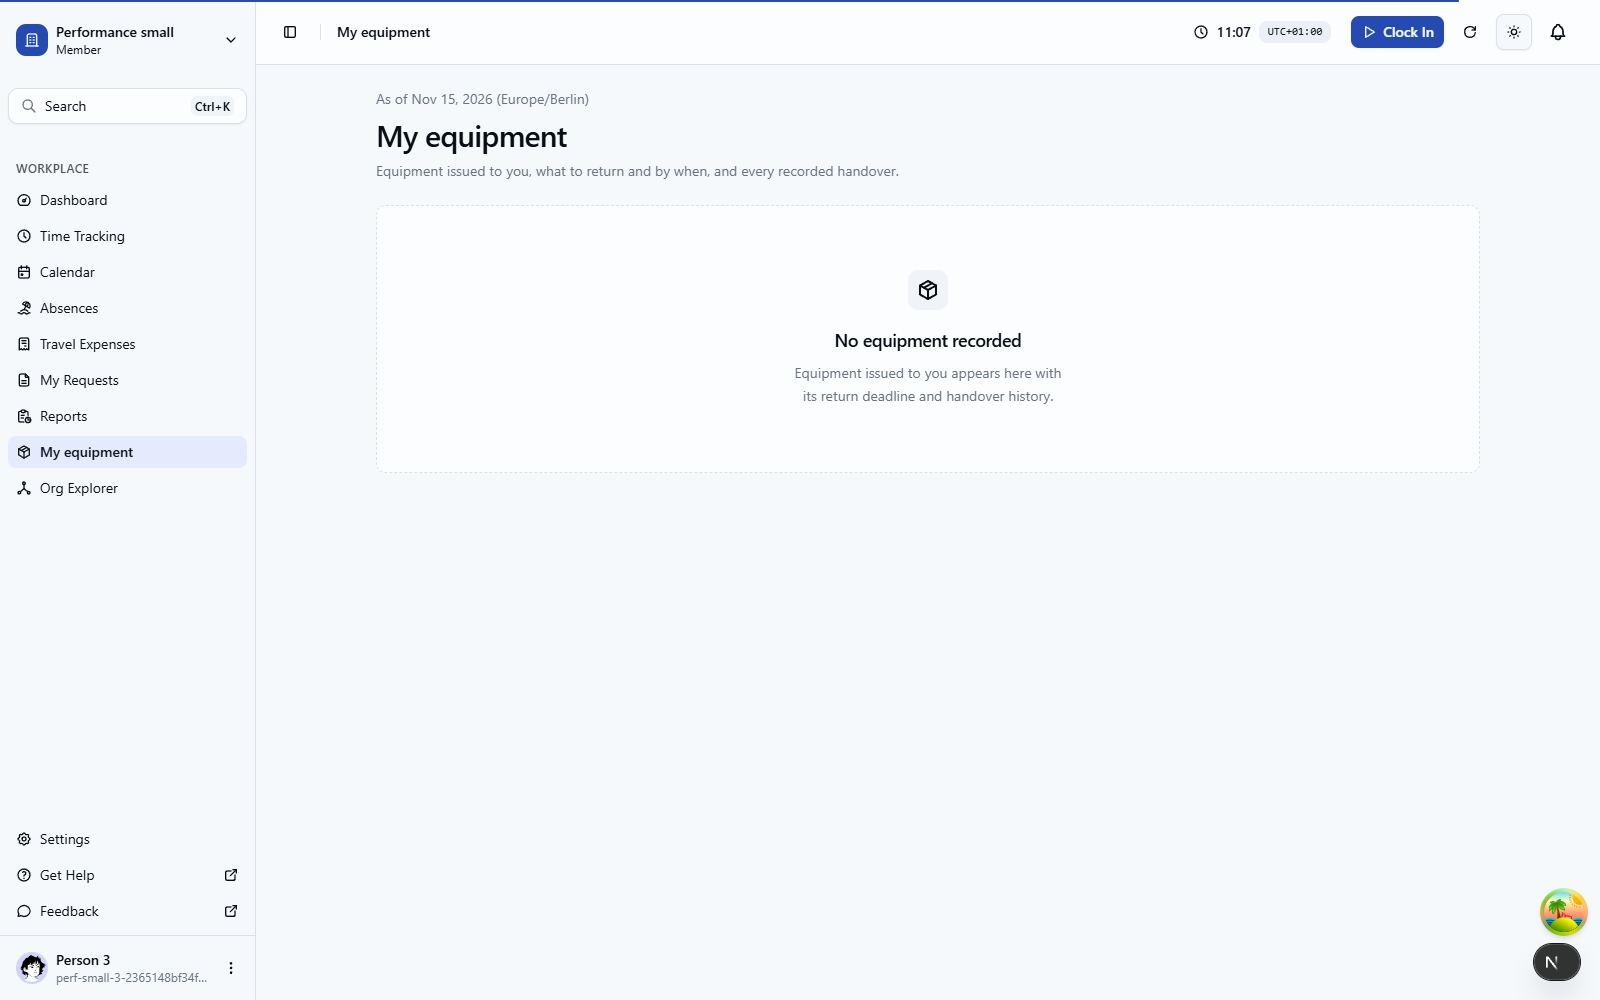 Performance small
Member
Search
Ctrl+K
WORKPLACE
Dashboard
Time Tracking
Calendar
Absences
Travel Expenses
My Requests
Reports
My equipment
Org Explorer
Settings
Get Help
Feedback
Person 3
perf-small-3-2365148bf34f...
My equipment
11:07
UTC+01:00
Clock In
As of Nov 15, 2026 (Europe/Berlin)
My equipment
Equipment issued to you, what to return and by when, and every recorded handover.
No equipment recorded
Equipment issued to you appears here with
its return deadline and handover history.
N